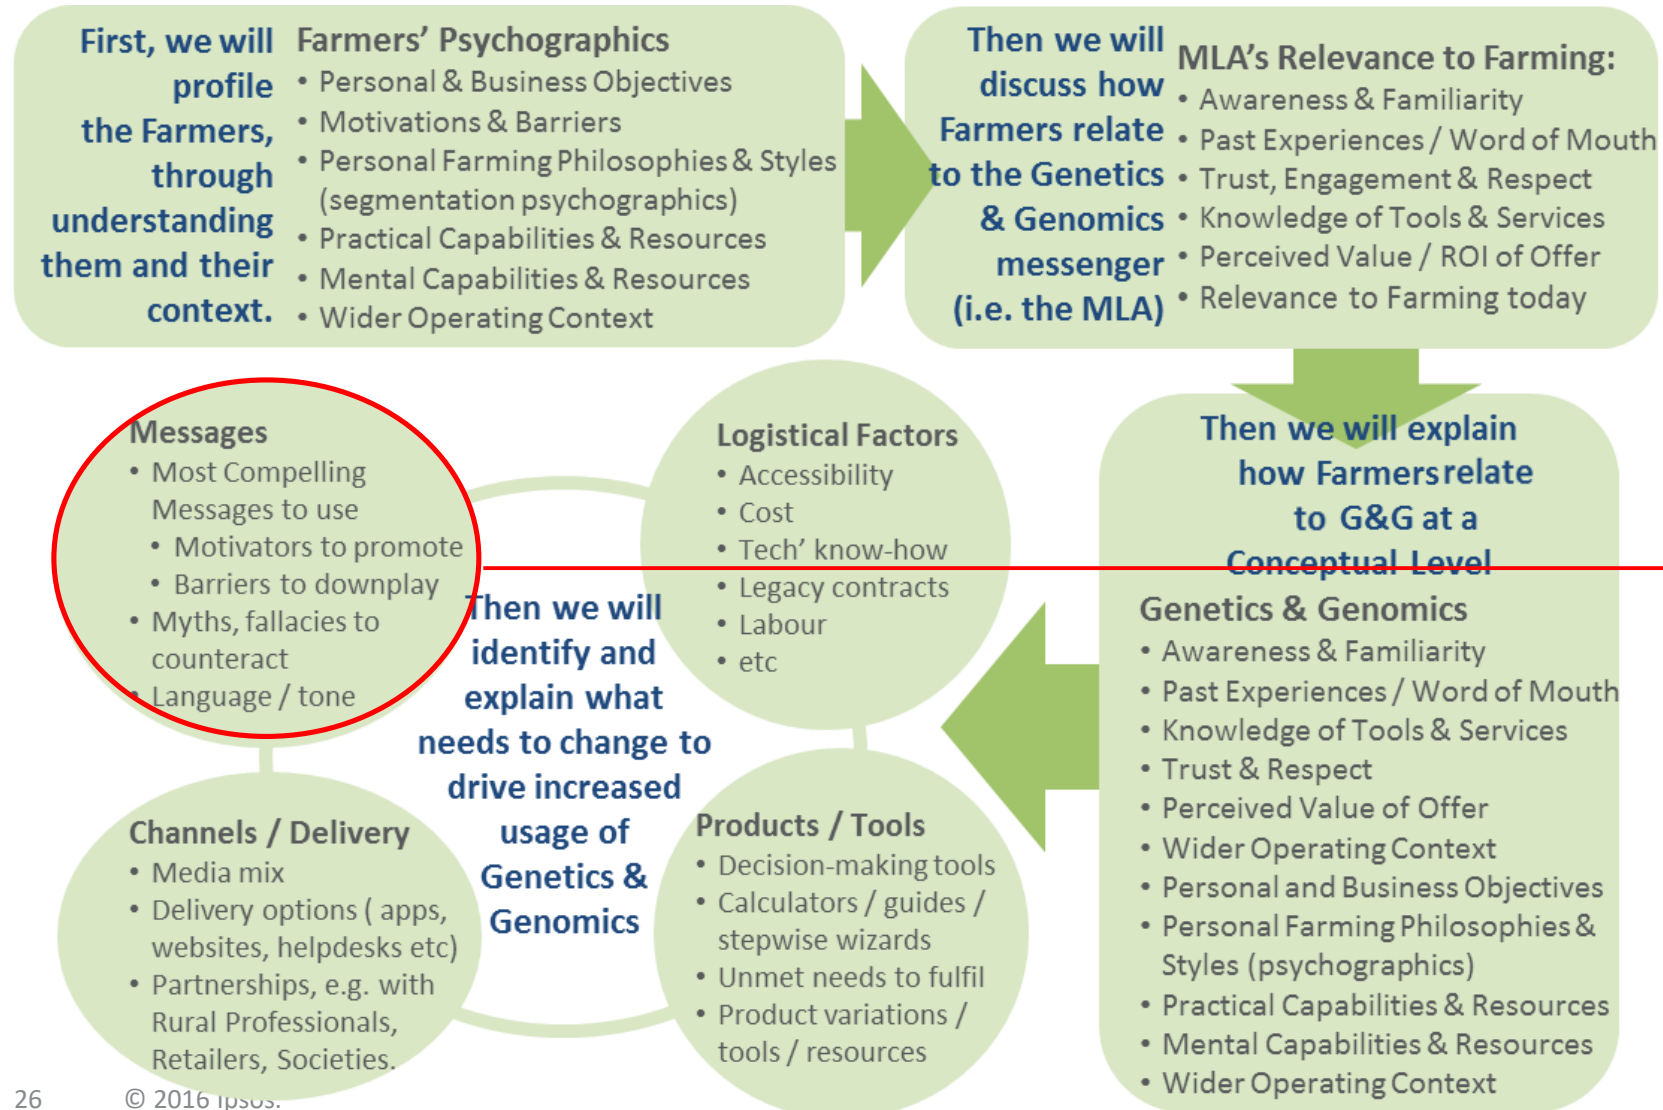 First, we will
profile
the Farmers,
through
understanding
them and their
context.
Farmers’ Psychographics
• Personal & Business Objectives
• Motivations & Barriers
• Personal Farming Philosophies & Styles
(segmentation psychographics)
• Practical Capabilities & Resources
• Mental Capabilities & Resources
• Wider Operating Context
Then we will
discuss how
Farmers relate
to the Genetics
& Genomics
messenger
(i.e. the MLA)
MLA’s Relevance to Farming:
• Awareness & Familiarity
• Past Experiences / Word of Mouth
• Trust, Engagement & Respect
• Knowledge of Tools & Services
• Perceived Value / ROI of Offer
• Relevance to Farming today
Then we will explain
how Farmers relate
to G&G at a
Conceptual Level
Genetics & Genomics
• Awareness & Familiarity
• Past Experiences / Word of Mouth
• Knowledge of Tools & Services
• Trust & Respect
• Perceived Value of Offer
• Wider Operating Context
• Personal and Business Objectives
• Personal Farming Philosophies &
Styles (psychographics)
• Practical Capabilities & Resources
• Mental Capabilities & Resources
• Wider Operating Context
Messages
• Most Compelling
Messages to use
• Motivators to promote
• Barriers to downplay
• Myths, fallacies to
counteract
• Language / tone
Logistical Factors
• Accessibility
• Cost
• Tech’ know-how
• Legacy contracts
• Labour
• etc
Then we will
identify and
explain what
needs to change to
drive increased
usage of
Genetics &
Genomics
Channels / Delivery
• Media mix
• Delivery options ( apps,
websites, helpdesks etc)
• Partnerships, e.g. with
Rural Professionals,
Retailers, Societies.
Products / Tools
• Decision-making tools
• Calculators / guides /
stepwise wizards
• Unmet needs to fulfil
• Product variations /
tools / resources
26 © 2016 Ipsos.